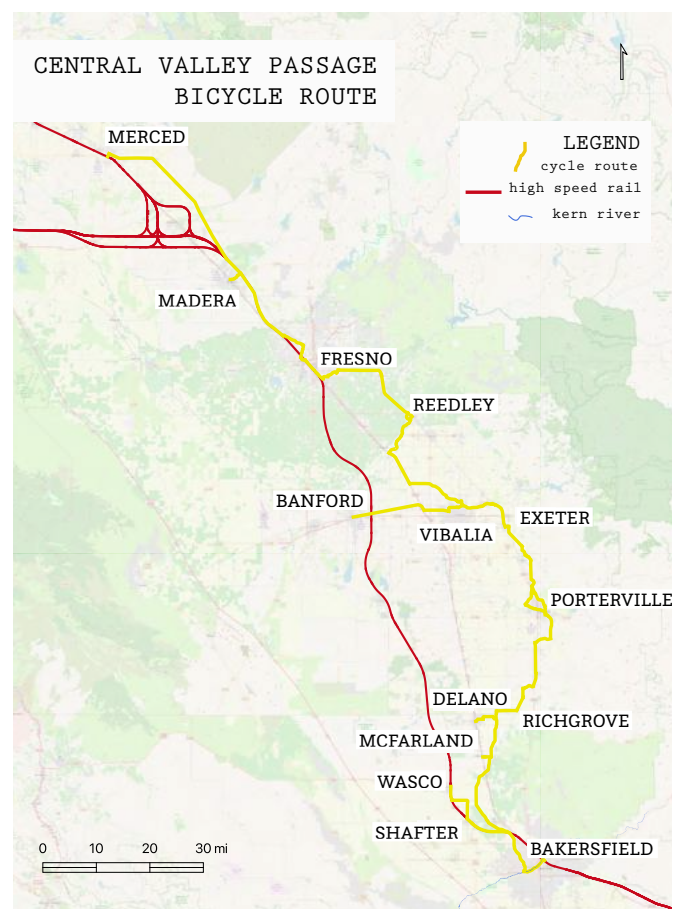 CENTRAL VALLEY PASSAGE
BICYCLE ROUTE
MERCED
LEGEND
cycle route
high speed rail
kern river
MADERA
FRESNO
REEDLEY
BANFORD
EXETER
VIBALIA
PORTERVILLE
DELANO
RICHGROVE
MCFARLAND
WASCO
SHAFTER
BAKERSFIELD
0 10 20 30 mi